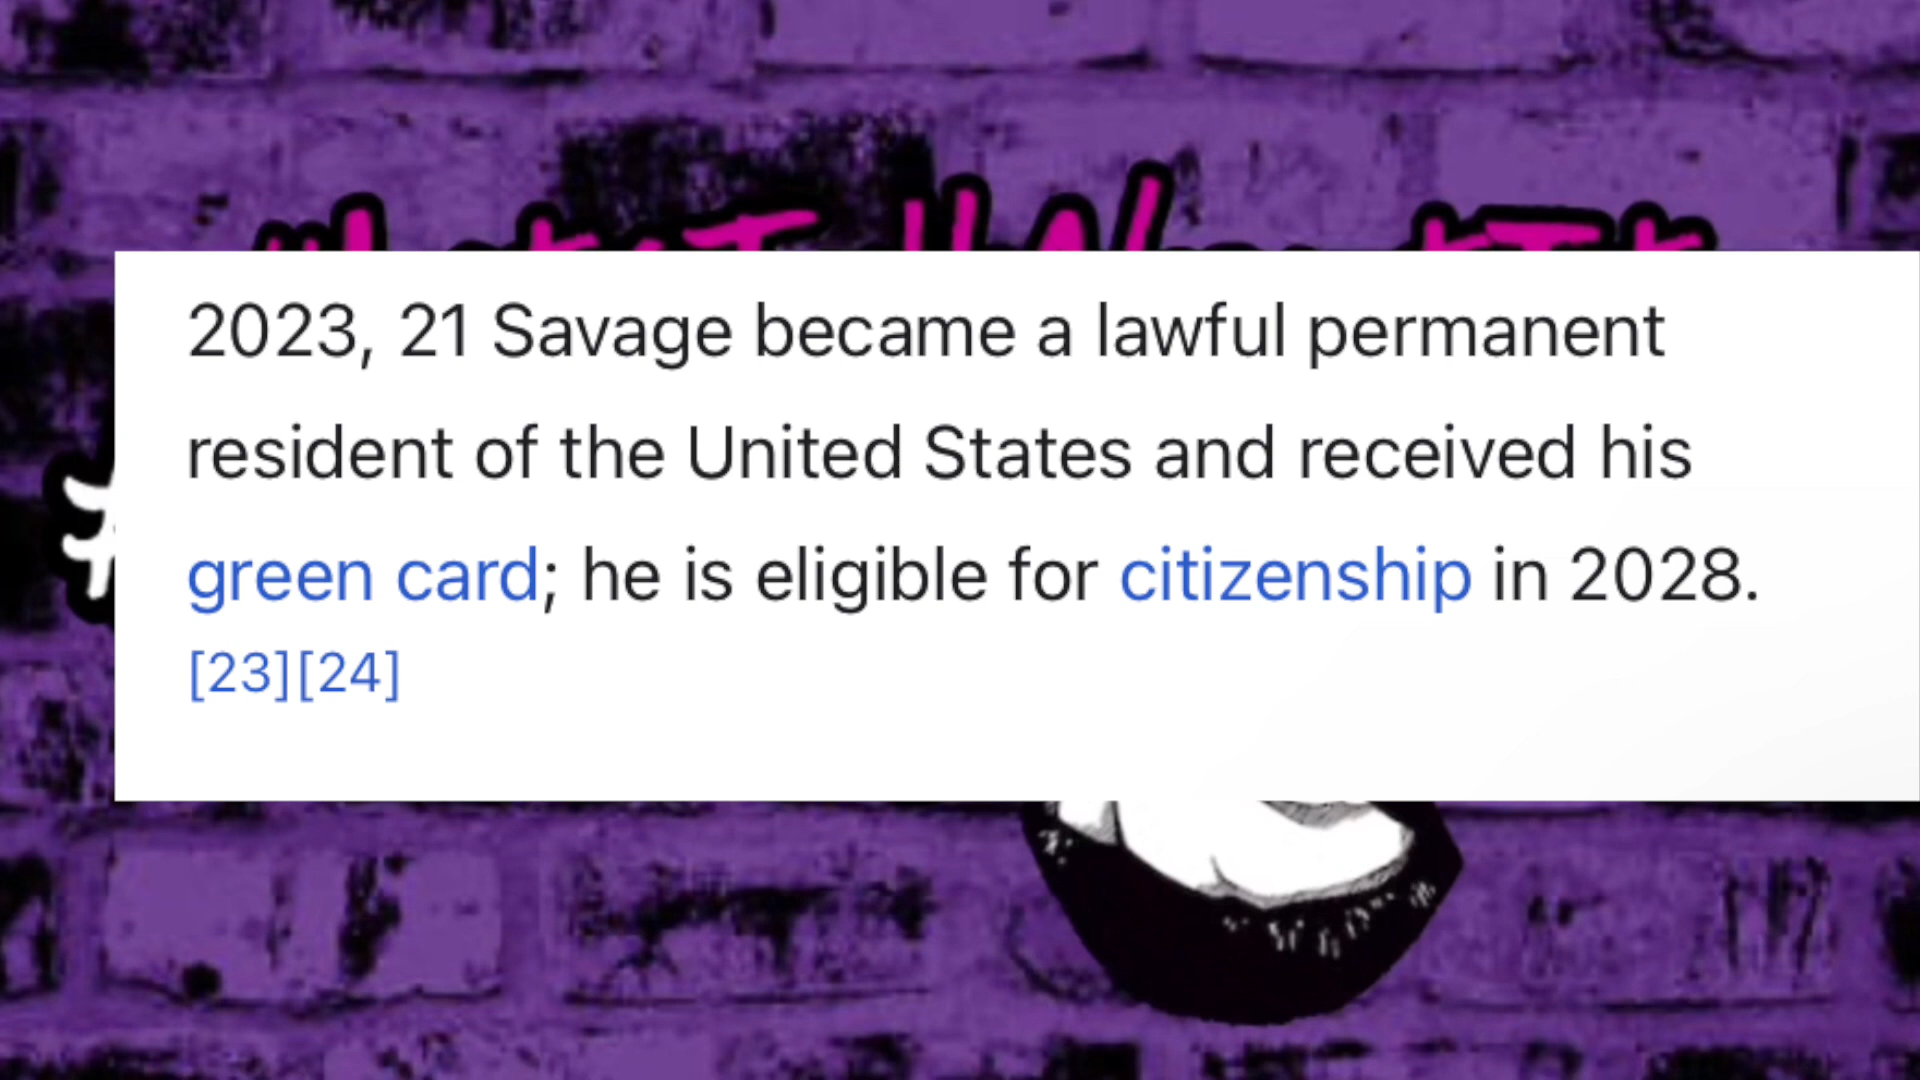 2023, 21 Savage became a lawful permanent
resident of the United States and received his
green card; he is eligible for citizenship in 2028.
[23][24]